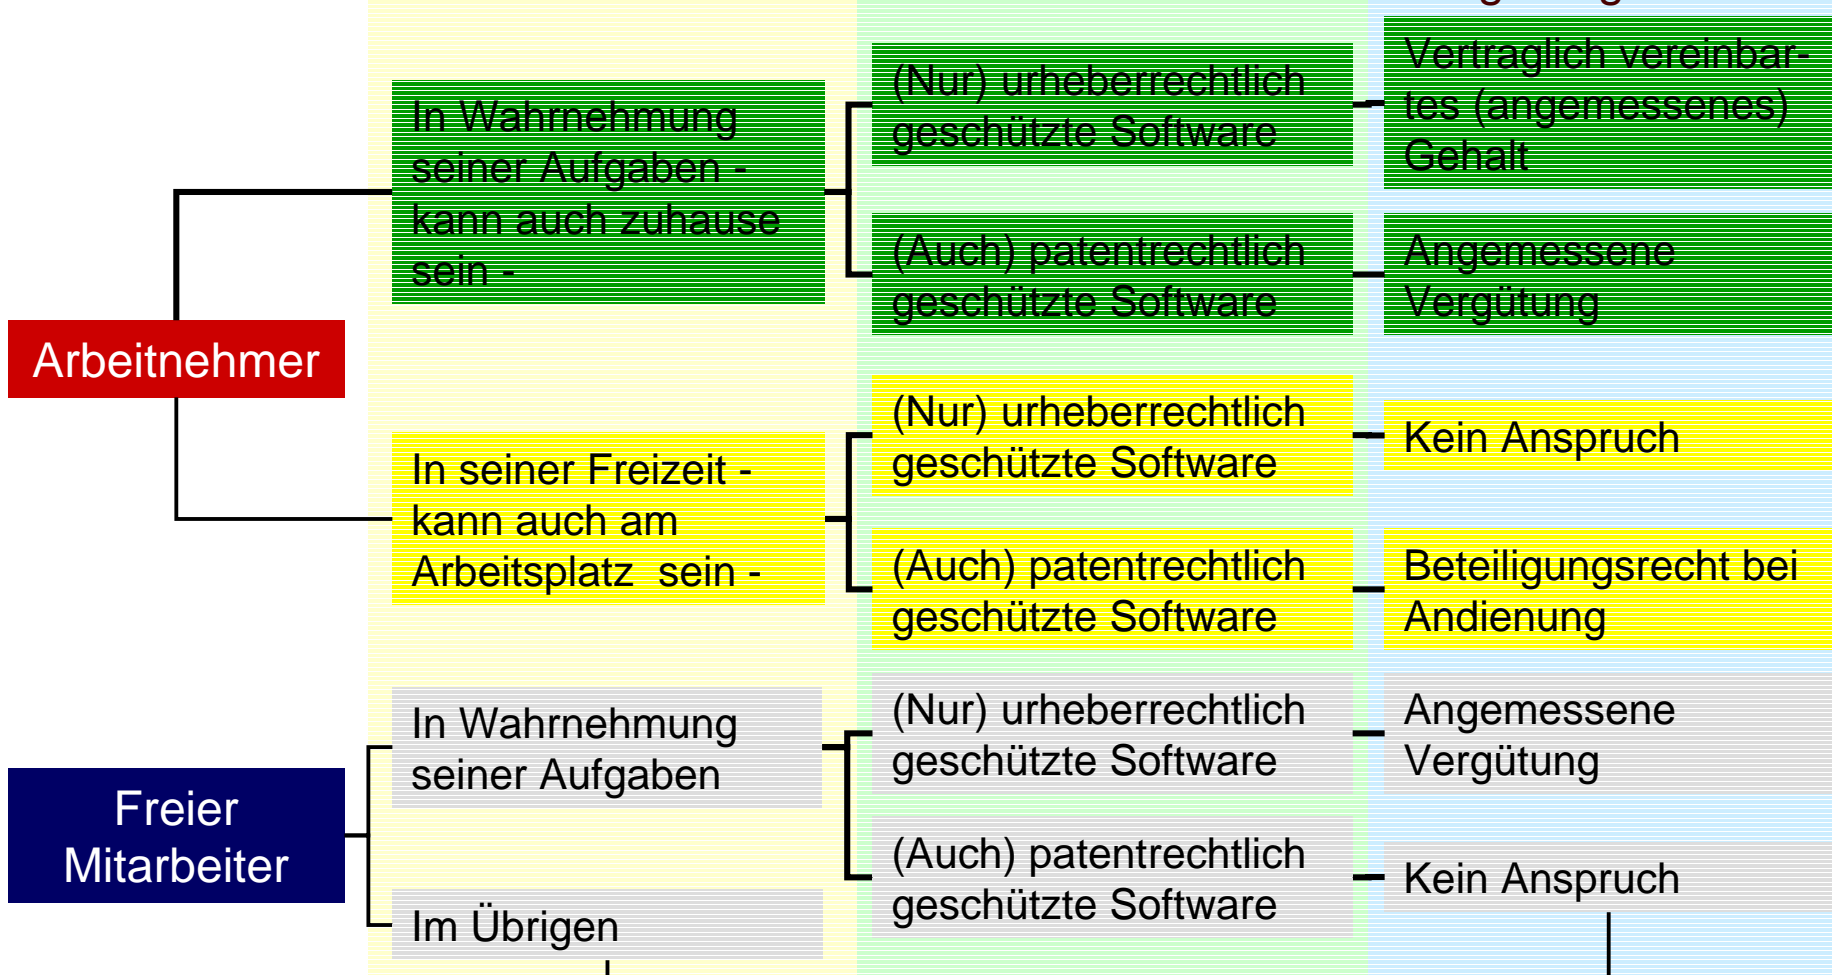 Vertraglich vereinbar-
tes (angemessenes)
Gehalt
(Nur) urheberrechtlich
geschützte Software
In Wahrnehmung
seiner Aufgaben -
kann auch zuhause
sein -
(Auch) patentrechtlich
geschützte Software
Angemessene
Vergütung
Arbeitnehmer
(Nur) urheberrechtlich
geschützte Software
Kein Anspruch
In seiner Freizeit -
kann auch am
Arbeitsplatz sein -
(Auch) patentrechtlich
geschützte Software
Beteiligungsrecht bei
Andienung
In Wahrnehmung
seiner Aufgaben
(Nur) urheberrechtlich
geschützte Software
Angemessene
Vergütung
Freier
Mitarbeiter
(Auch) patentrechtlich
geschützte Software
Kein Anspruch
Im Übrigen